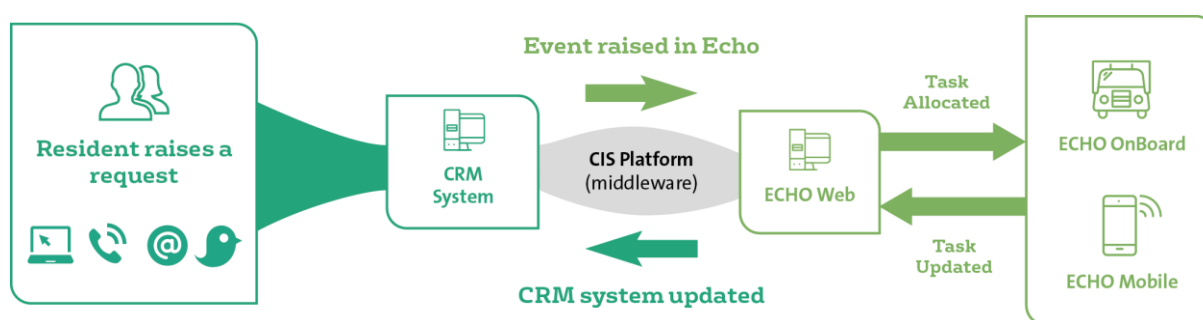 Resident raises a
request
CRM
System
Event raised in Echo
CIS Platform
(middleware)
CRM system updated
ECHO Web
Task
Allocated
Task
Updated
ECHO OnBoard
ECHO Mobile